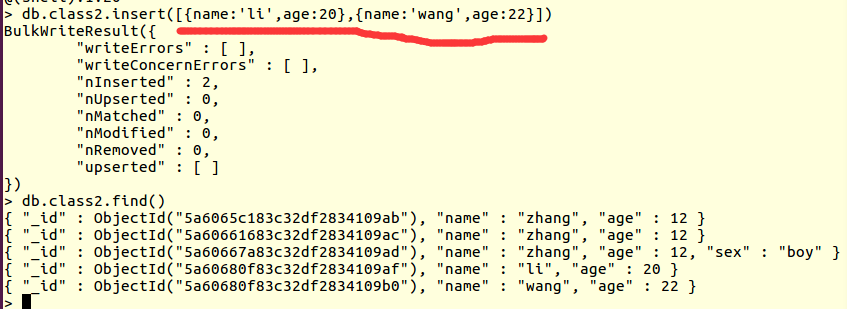 > db.class2.insert([{name:'li',age:20},{name:'wang',age:22}])
BulkWriteResult({
"writeErrors" : [ ],
"writeConcernErrors" : [ ],
"nInserted" : 2,
"nUpserted" : 0,
"nMatched" : 0,
"nModified" : 0,
"nRemoved" : 0,
"upserted" : [ ]
})
> db.class2.find()
{ "_id" : ObjectId("5a6065c183c32df2834109ab"), "name" : "zhang", "age" : 12 }
{ "_id" : ObjectId("5a60661683c32df2834109ac"), "name" : "zhang", "age" : 12 }
{ "_id" : ObjectId("5a60667a83c32df2834109ad"), "name" : "zhang", "age" : 12, "sex" : "boy" }
{ "_id" : ObjectId("5a60680f83c32df2834109af"), "name" : "li", "age" : 20 }
{ "_id" : ObjectId("5a60680f83c32df2834109b0"), "name" : "wang", "age" : 22 }
>